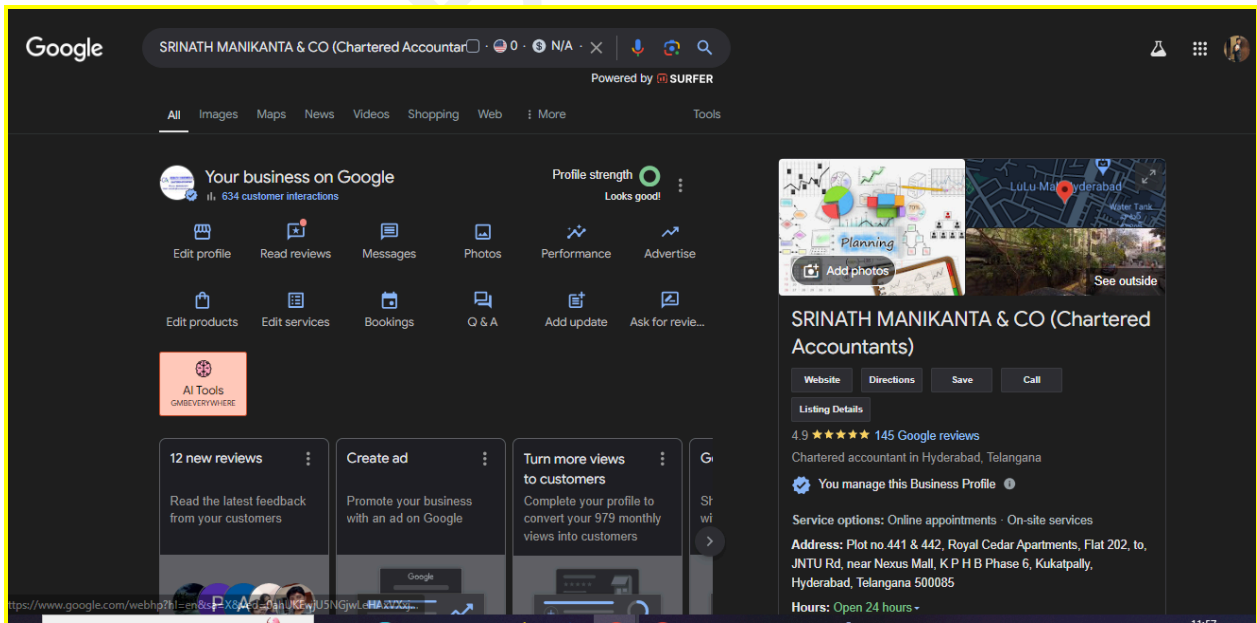 Google
SRINATH MANIKANTA & CO (Chartered Accountar · 0 · N/A ·
Powered by SURFER
All Images Maps News Videos Shopping Web More Tools
Your business on Google
634 customer interactions
Profile strength
Looks good!
Edit profile Read reviews Messages Photos Performance Advertise
Edit products Edit services Bookings Q & A Add update Ask for revie...
AI Tools
GMBEVERYWHERE
12 new reviews
Read the latest feedback
from your customers
Create ad
Promote your business
with an ad on Google
Google
Turn more views
to customers
Complete your profile to
convert your 979 monthly
views into customers
Planning
Add photos
LuLu Ma
yderabad
Water Tank
See outside
SRINATH MANIKANTA & CO (Chartered
Accountants)
Website Directions Save Call
Listing Details
4.9 ★★★★★ 145 Google reviews
Chartered accountant in Hyderabad, Telangana
You manage this Business Profile
Service options: Online appointments · On-site services
Address: Plot no.441 & 442, Royal Cedar Apartments, Flat 202, to,
JNTU Rd, near Nexus Mall, K P H B Phase 6, Kukatpally,
Hyderabad, Telangana 500085
Hours: Open 24 hours
11:57